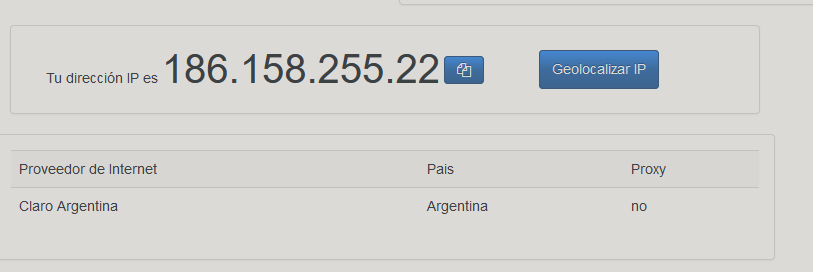 Tu dirección IP es 186.158.255.22 Geolocalizar IP
Proveedor de Internet Pais Proxy
Claro Argentina Argentina no